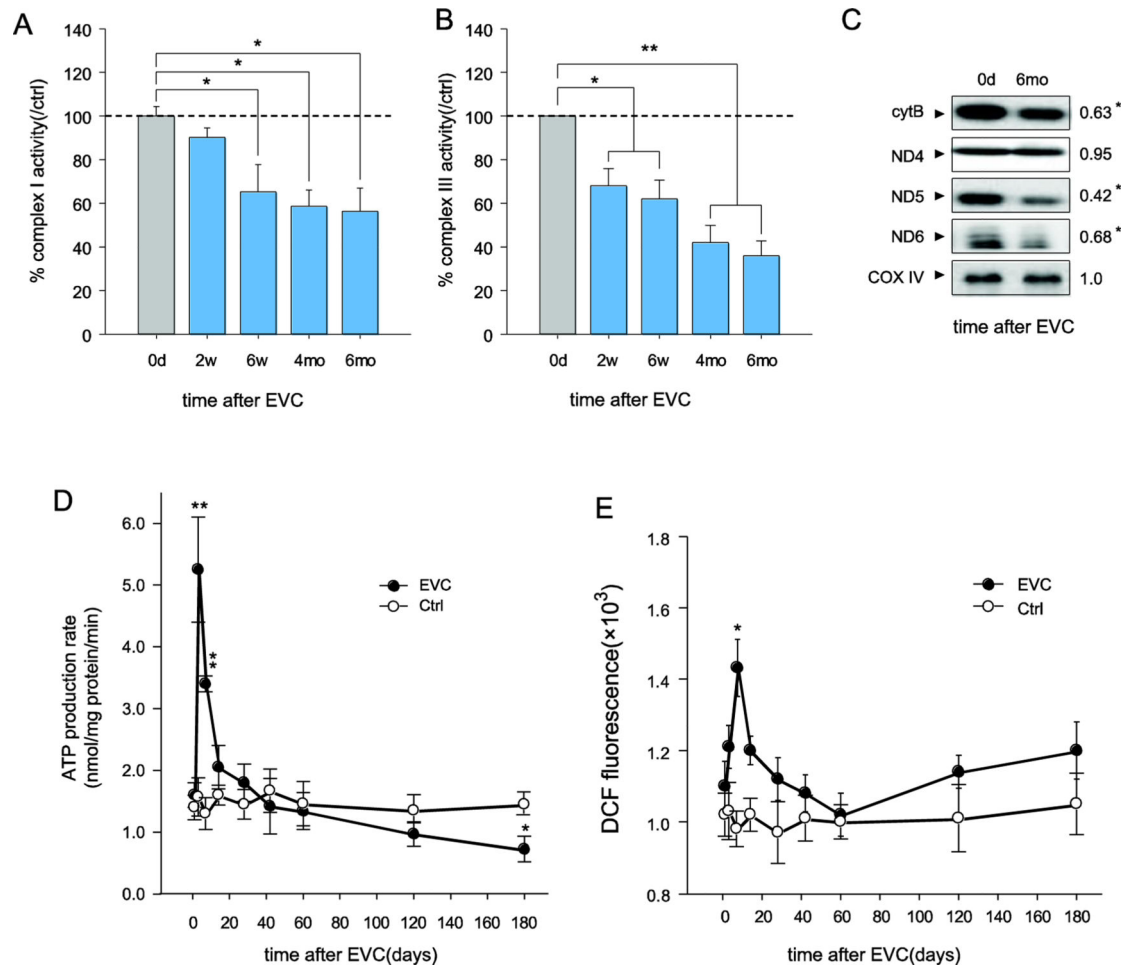 A
% complex I activity(/ctrl)
140
120
100
80
60
40
20
0
*
*
*
0d 2w 6w 4mo 6mo
time after EVC
B
% complex III activity(/ctrl)
140
120
100
80
60
40
20
0
**
*
0d 2w 6w 4mo 6mo
time after EVC
C
0d 6mo
cytB 0.63 *
ND4 0.95
ND5 0.42 *
ND6 0.68 *
COX IV 1.0
time after EVC
D
ATP production rate
(nmol/mg protein/min)
6.0
5.0
4.0
3.0
2.0
1.0
0.0
**
**
*
EVC
Ctrl
0 20 40 60 80 100 120 140 160 180
time after EVC(days)
E
DCF fluorescence(×10³)
1.8
1.6
1.4
1.2
1.0
0.8
*
EVC
Ctrl
0 20 40 60 80 100 120 140 160 180
time after EVC(days)